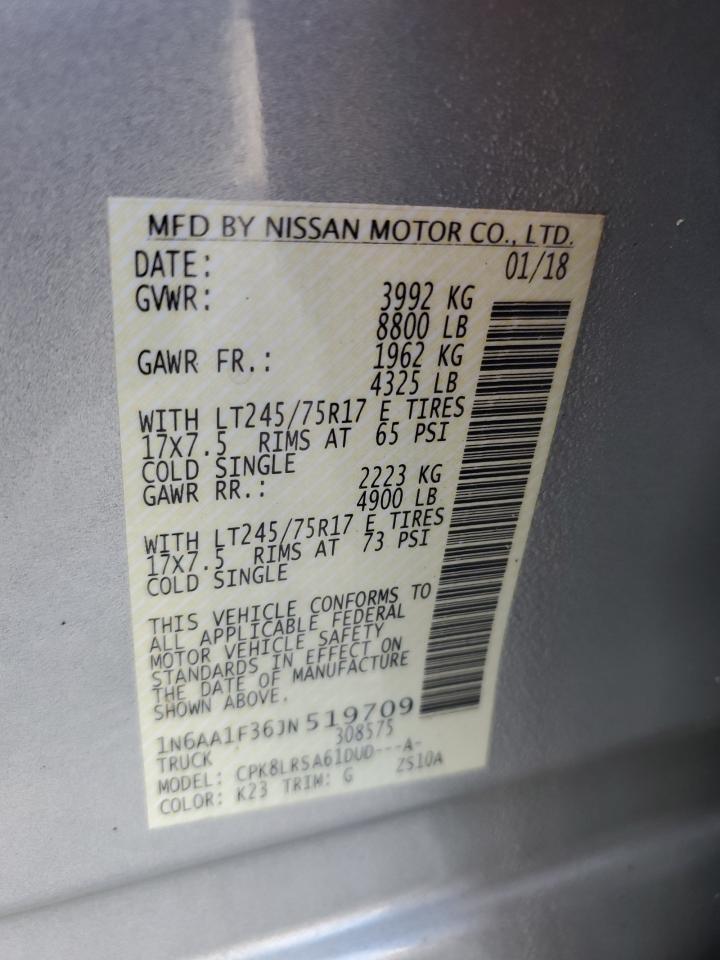 MFD BY NISSAN MOTOR CO., LTD.
DATE: 01/18
GVWR: 3992 KG
8800 LB
GAWR FR.: 1962 KG
4325 LB
WITH LT245/75R17 E TIRES
17X7.5 RIMS AT 65 PSI
COLD SINGLE
GAWR RR.: 2223 KG
4900 LB
WITH LT245/75R17 E TIRES
17X7.5 RIMS AT 73 PSI
COLD SINGLE
THIS VEHICLE CONFORMS TO
ALL APPLICABLE FEDERAL
MOTOR VEHICLE SAFETY
STANDARDS IN EFFECT ON
THE DATE OF MANUFACTURE
SHOWN ABOVE.
1N6AA1F36JN519709
TRUCK 308575
MODEL: CPK8LRSA61DUD---A-
COLOR: K23 TRIM: G ZS10A